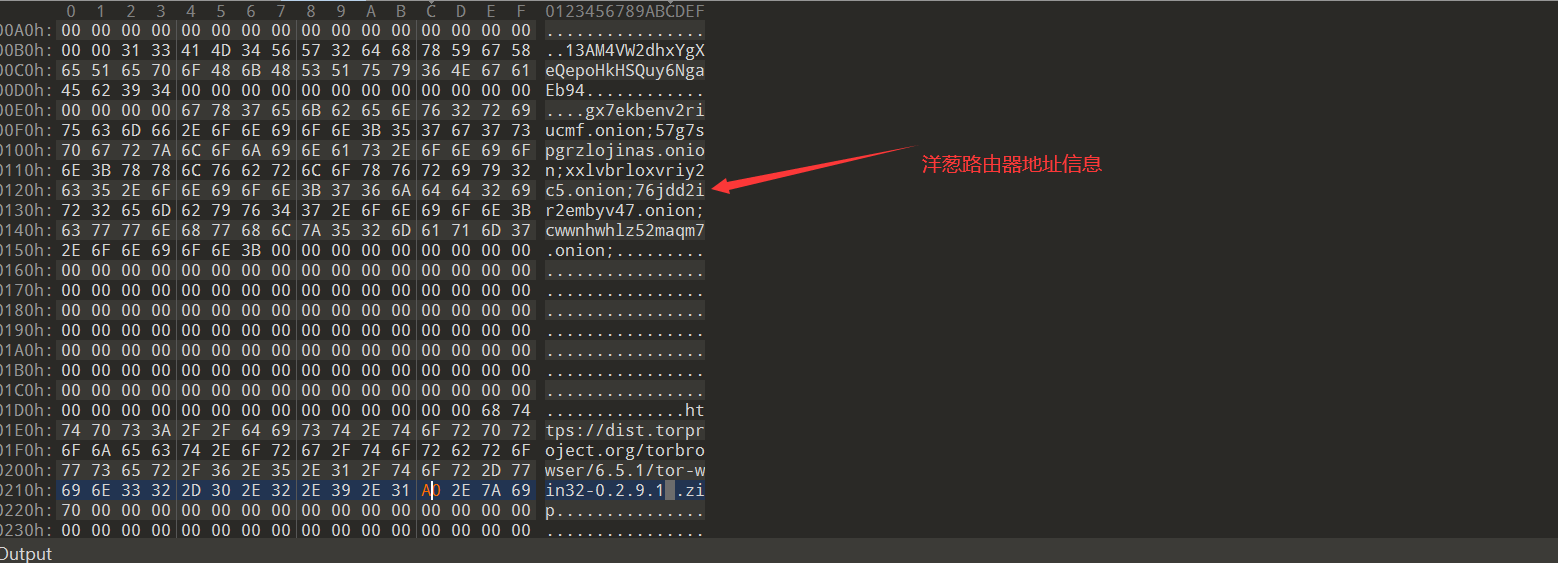 0 1 2 3 4 5 6 7 8 9 A B C D E F 0123456789ABCDEF
00A0h: 00 00 00 00 00 00 00 00 00 00 00 00 00 00 00 00 ................
00B0h: 00 00 31 33 41 4D 34 56 57 32 64 68 78 59 67 58 ..13AM4VW2dhxYgX
00C0h: 65 51 65 70 6F 48 6B 48 53 51 75 79 36 4E 67 61 eQepoHkHSQuy6Nga
00D0h: 45 62 39 34 00 00 00 00 00 00 00 00 00 00 00 00 Eb94............
00E0h: 00 00 00 00 67 78 37 65 6B 62 65 6E 76 32 72 69 ....gx7ekbenv2ri
00F0h: 75 63 6D 66 2E 6F 6E 69 6F 6E 3B 35 37 67 37 73 ucmf.onion;57g7s
0100h: 70 67 72 7A 6C 6F 6A 69 6E 61 73 2E 6F 6E 69 6F pgrzlojinas.onio
0110h: 6E 3B 78 78 6C 76 62 72 6C 6F 78 76 72 69 79 32 n;xxlvbrloxvriy2
0120h: 63 35 2E 6F 6E 69 6F 6E 3B 37 36 6A 64 64 32 69 c5.onion;76jdd2i
洋葱路由器地址信息
0130h: 72 32 65 6D 62 79 76 34 37 2E 6F 6E 69 6F 6E 3B r2embyv47.onion;
0140h: 63 77 77 6E 68 77 68 6C 7A 35 32 6D 61 71 6D 37 cwwnhwhlz52maqm7
0150h: 2E 6F 6E 69 6F 6E 3B 00 00 00 00 00 00 00 00 00 .onion;.........
0160h: 00 00 00 00 00 00 00 00 00 00 00 00 00 00 00 00 ................
0170h: 00 00 00 00 00 00 00 00 00 00 00 00 00 00 00 00 ................
0180h: 00 00 00 00 00 00 00 00 00 00 00 00 00 00 00 00 ................
0190h: 00 00 00 00 00 00 00 00 00 00 00 00 00 00 00 00 ................
01A0h: 00 00 00 00 00 00 00 00 00 00 00 00 00 00 00 00 ................
01B0h: 00 00 00 00 00 00 00 00 00 00 00 00 00 00 00 00 ................
01C0h: 00 00 00 00 00 00 00 00 00 00 00 00 00 00 00 00 ................
01D0h: 00 00 00 00 00 00 00 00 00 00 00 00 00 00 68 74 ..............ht
01E0h: 74 70 73 3A 2F 2F 64 69 73 74 2E 74 6F 72 70 72 tps://dist.torpr
01F0h: 6F 6A 65 63 74 2E 6F 72 67 2F 74 6F 72 62 72 6F oject.org/torbro
0200h: 77 73 65 72 2F 36 2E 35 2E 31 2F 74 6F 72 2D 77 wser/6.5.1/tor-w
0210h: 69 6E 33 32 2D 30 2E 32 2E 39 2E 31 A0 2E 7A 69 in32-0.2.9.1 .zi
0220h: 70 00 00 00 00 00 00 00 00 00 00 00 00 00 00 00 p...............
0230h: 00 00 00 00 00 00 00 00 00 00 00 00 00 00 00 00 ................
Output